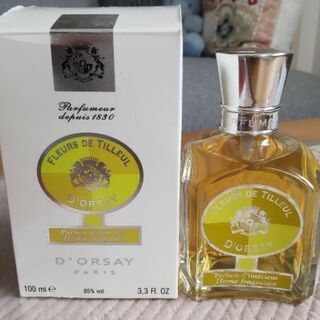 Parfumeur
depuis 1830
FLEURS DE TILLEUL
D'ORSAY
Parfum d'intérieur
Home fragrance
D'ORSAY
PARIS
100 ml e
85% vol.
3,3 FL. OZ
FUME
FLEURS DE TILLEUL
D'ORSAY
Parfum d'intérieur
Home fragrance